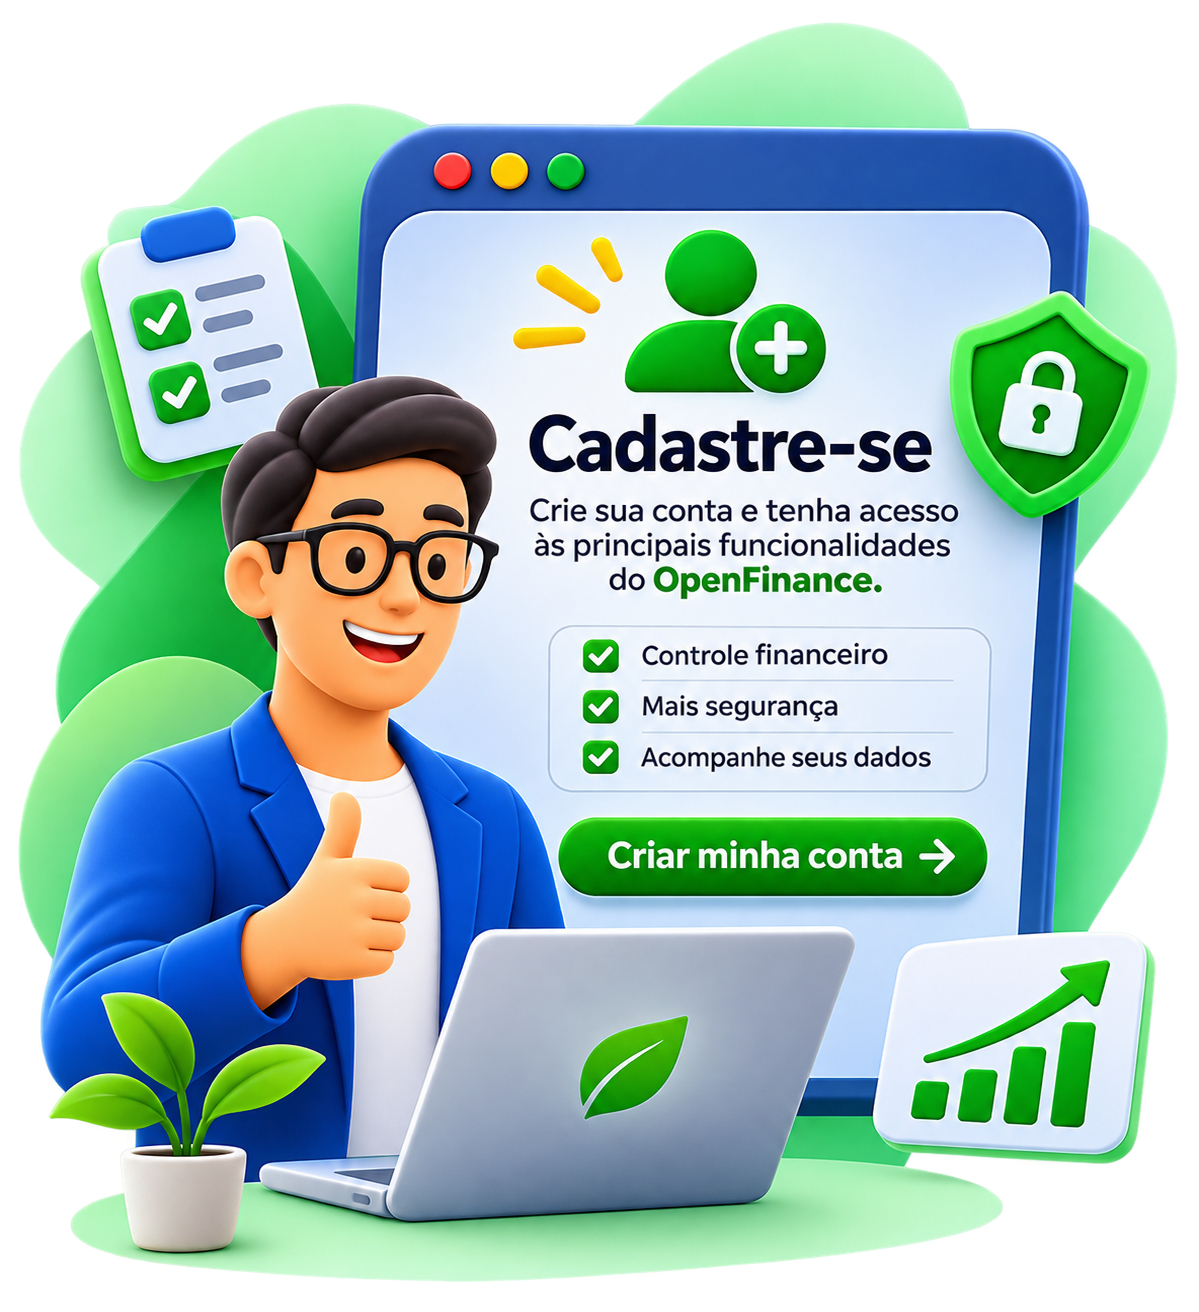 Cadastre-se
Crie sua conta e tenha acesso
às principais funcionalidades
do OpenFinance.
Controle financeiro
Mais segurança
Acompanhe seus dados
Criar minha conta